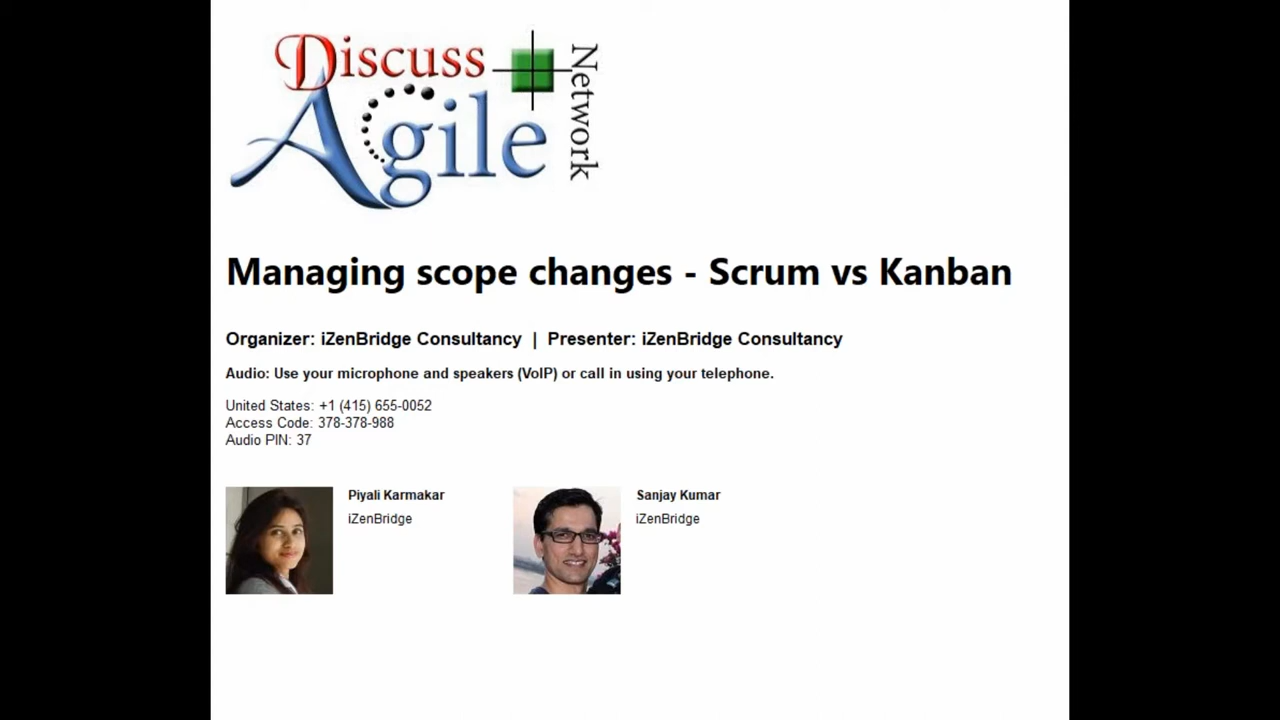 Discuss
Agile
Network
Managing scope changes - Scrum vs Kanban
Organizer: iZenBridge Consultancy | Presenter: iZenBridge Consultancy
Audio: Use your microphone and speakers (VoIP) or call in using your telephone.
United States: +1 (415) 655-0052
Access Code: 378-378-988
Audio PIN: 37
Piyali Karmakar
iZenBridge
Sanjay Kumar
iZenBridge